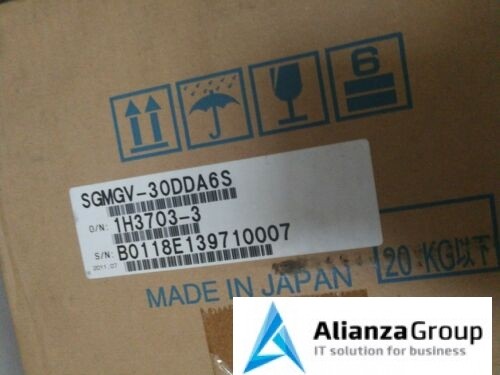 6
SGMGV-30DDA6S
O/N: 1H3703-3
S/N: B0118E139710007
2011.07
MADE IN JAPAN
20 KG以下
AlianzaGroup
IT solution for business